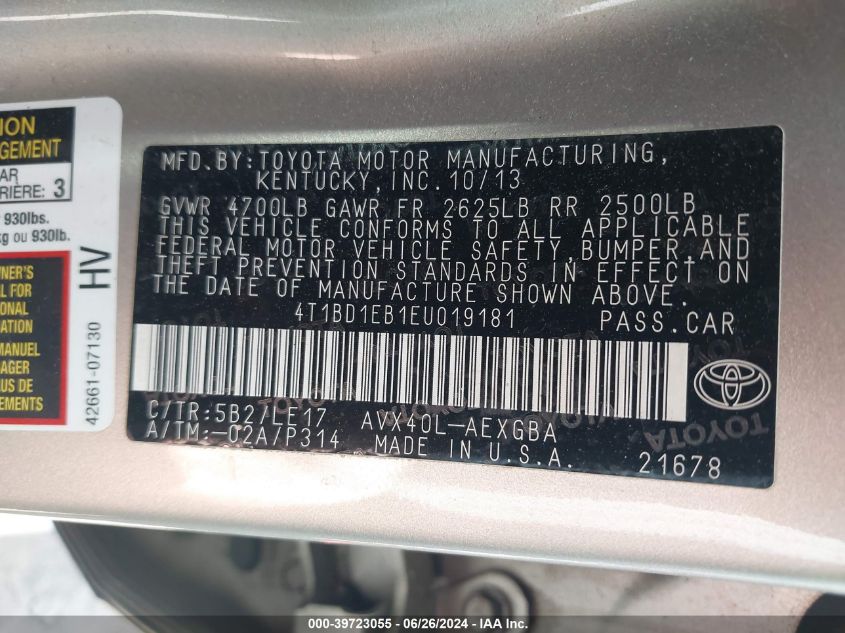 ION
GEMENT
AR
RIÈRE: 3
930lbs.
kg ou 930lb.
HV
42661-07130
WNER'S
L FOR
ONAL
ATION
MANUEL
AGER
US DE
EMENTS.
MFD.BY:TOYOTA MOTOR MANUFACTURING,
KENTUCKY,INC.10/13
GVWR 4700LB GAWR FR 2625LB RR 2500LB
THIS VEHICLE CONFORMS TO ALL APPLICABLE
FEDERAL MOTOR VEHICLE SAFETY,BUMPER,AND
THEFT PREVENTION STANDARDS IN EFFECT ON
THE DATE OF MANUFACTURE SHOWN ABOVE.
4T1BD1EB1EU019181 PASS.CAR
C/TR:5B2/LE17 AVX40L-AEXGBA
A/TM:-02A/P314 MADE IN U.S.A.
TOYOTA
21678
000-39723055 - 06/26/2024 - IAA Inc.